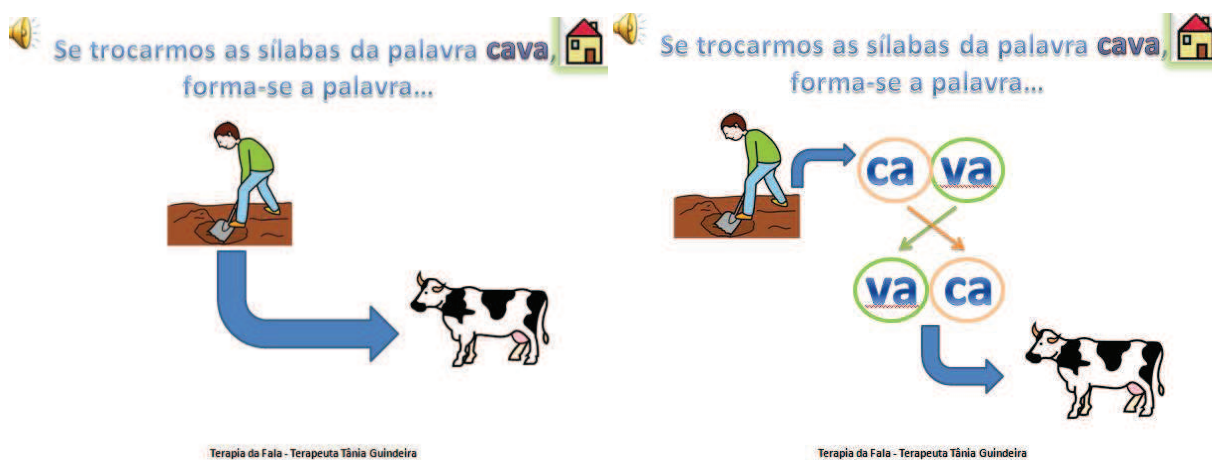 Se trocarmos as sílabas da palavra cava,
forma-se a palavra...
Terapia da Fala - Terapeuta Tânia Guindeira
Se trocarmos as sílabas da palavra cava,
forma-se a palavra...
ca va
va ca
Terapia da Fala - Terapeuta Tânia Guindeira